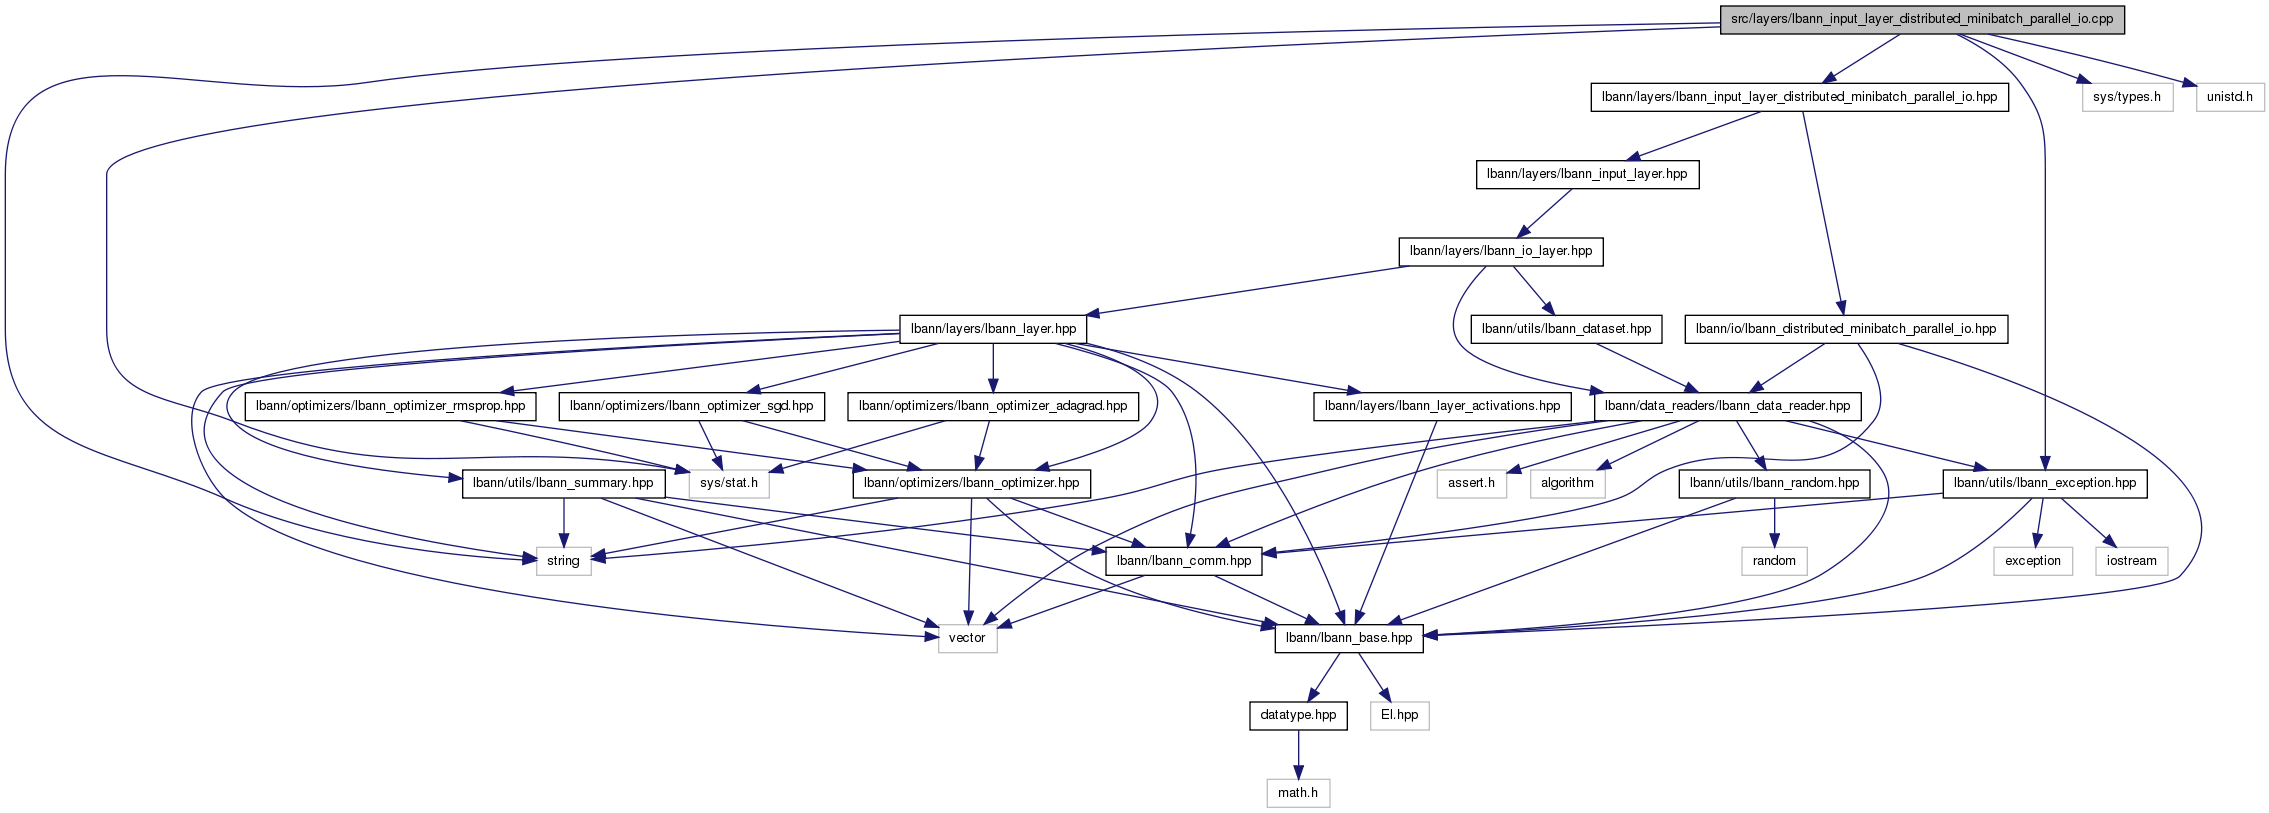 src/layers/lbann_input_layer_distributed_minibatch_parallel_io.cpp
lbann/layers/lbann_input_layer_distributed_minibatch_parallel_io.hpp
sys/types.h
unistd.h
lbann/layers/lbann_input_layer.hpp
lbann/layers/lbann_io_layer.hpp
lbann/layers/lbann_layer.hpp
lbann/utils/lbann_dataset.hpp
lbann/io/lbann_distributed_minibatch_parallel_io.hpp
lbann/optimizers/lbann_optimizer_rmsprop.hpp
lbann/optimizers/lbann_optimizer_sgd.hpp
lbann/optimizers/lbann_optimizer_adagrad.hpp
lbann/layers/lbann_layer_activations.hpp
lbann/data_readers/lbann_data_reader.hpp
lbann/utils/lbann_summary.hpp
sys/stat.h
lbann/optimizers/lbann_optimizer.hpp
assert.h
algorithm
lbann/utils/lbann_random.hpp
lbann/utils/lbann_exception.hpp
string
lbann/lbann_comm.hpp
random
exception
iostream
vector
lbann/lbann_base.hpp
datatype.hpp
El.hpp
math.h